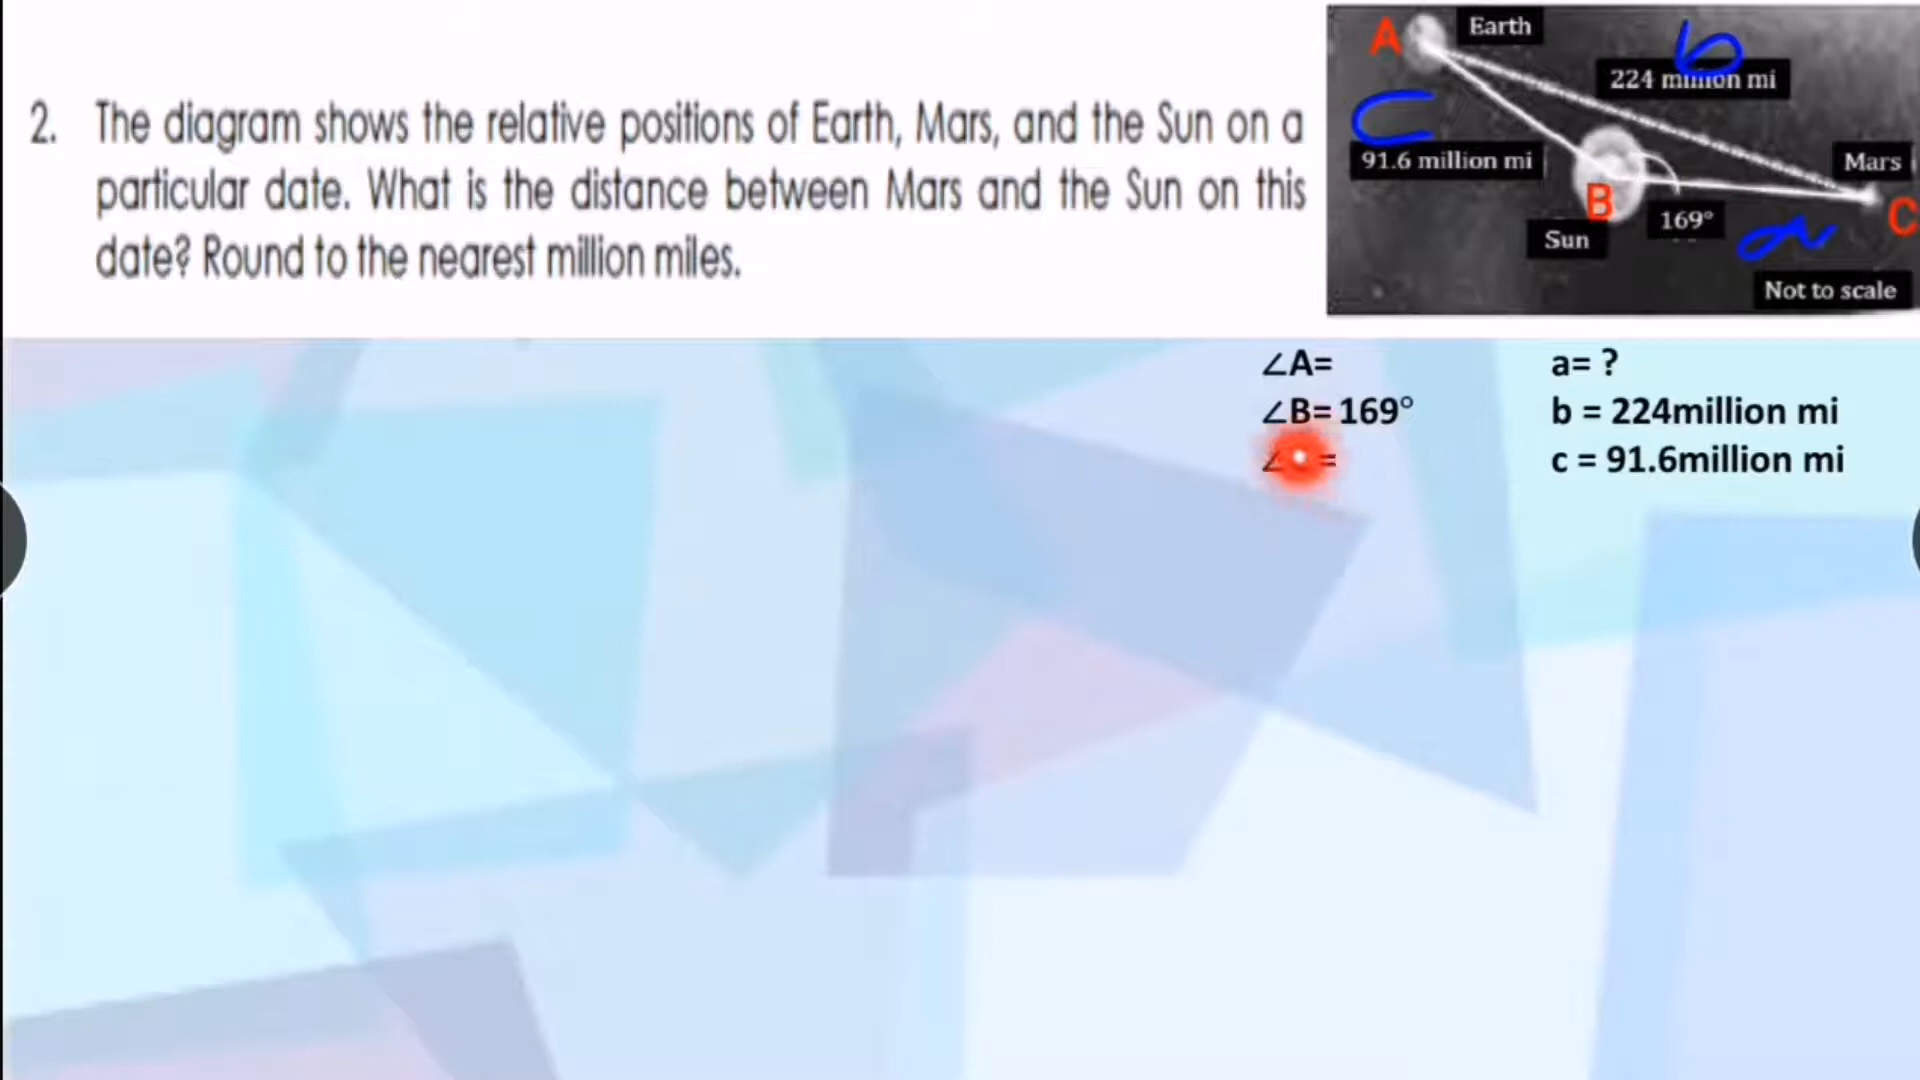 2. The diagram shows the relative positions of Earth, Mars, and the Sun on a
particular date. What is the distance between Mars and the Sun on this
date? Round to the nearest million miles.
A
Earth
b
224 million mi
C
91.6 million mi
Mars
B
C
169°
a
Sun
Not to scale
∠A=
a= ?
∠B= 169°
b = 224million mi
∠ =
c = 91.6million mi